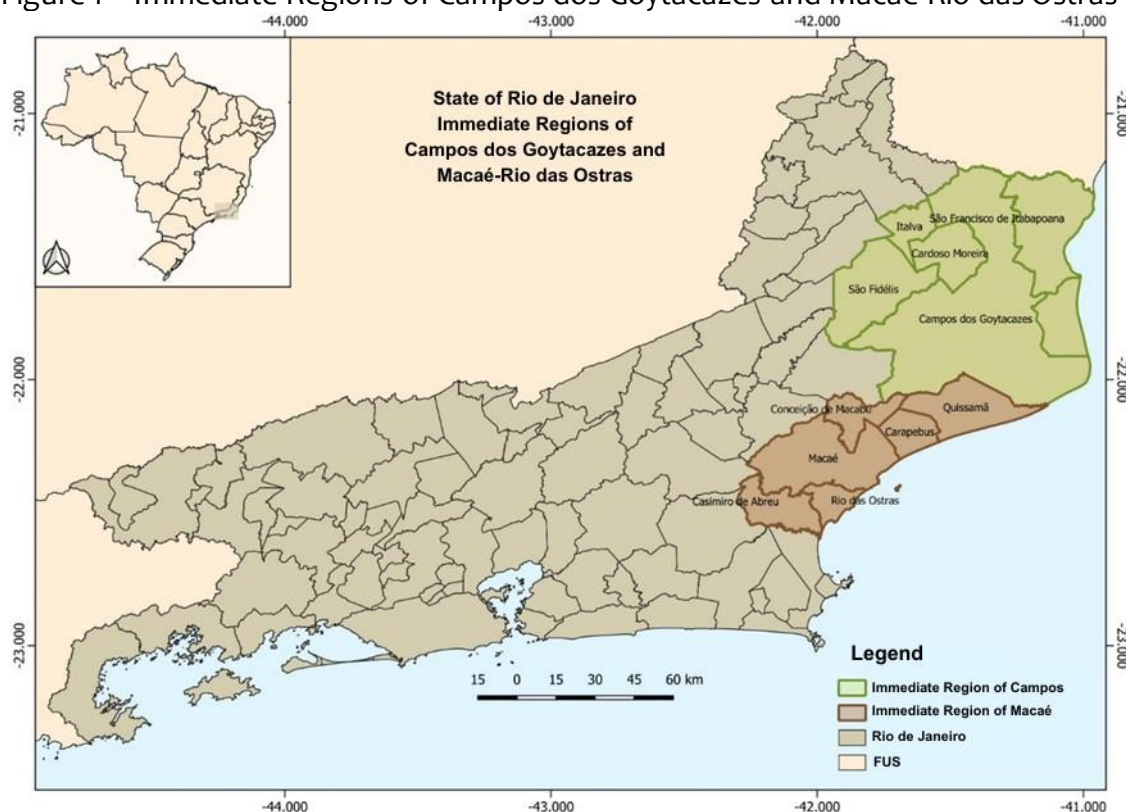 Figure 1 – Immediate Regions of Campos dos Goytacazes and Macaé-Rio das Ostras
-44.000 -43.000 -42.000 -41.000
-21.000
-22.000
-23.000
State of Rio de Janeiro
Immediate Regions of
Campos dos Goytacazes and
Macaé-Rio das Ostras
-21.000
-22.000
-23.000
São Francisco de Itabapoana
Italva
Cardoso Moreira
São Fidélis
Campos dos Goytacazes
Conceição de Macabu
Quissamã
Carapebus
Macaé
Casimiro de Abreu
Rio das Ostras
Legend
15 0 15 30 45 60 km
Immediate Region of Campos
Immediate Region of Macaé
Rio de Janeiro
FUS
-44.000 -43.000 -42.000 -41.000